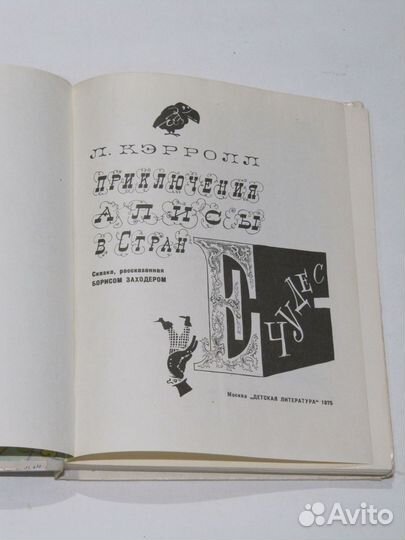 Л. КЭРРОЛЛ
ПРИКЛЮЧЕНИЯ
АЛИСЫ
В СТРАН
Е ЧУДЕС
Сказка, рассказанная
БОРИСОМ ЗАХОДЕРОМ
Москва „ДЕТСКАЯ ЛИТЕРАТУРА" 1975
Avito